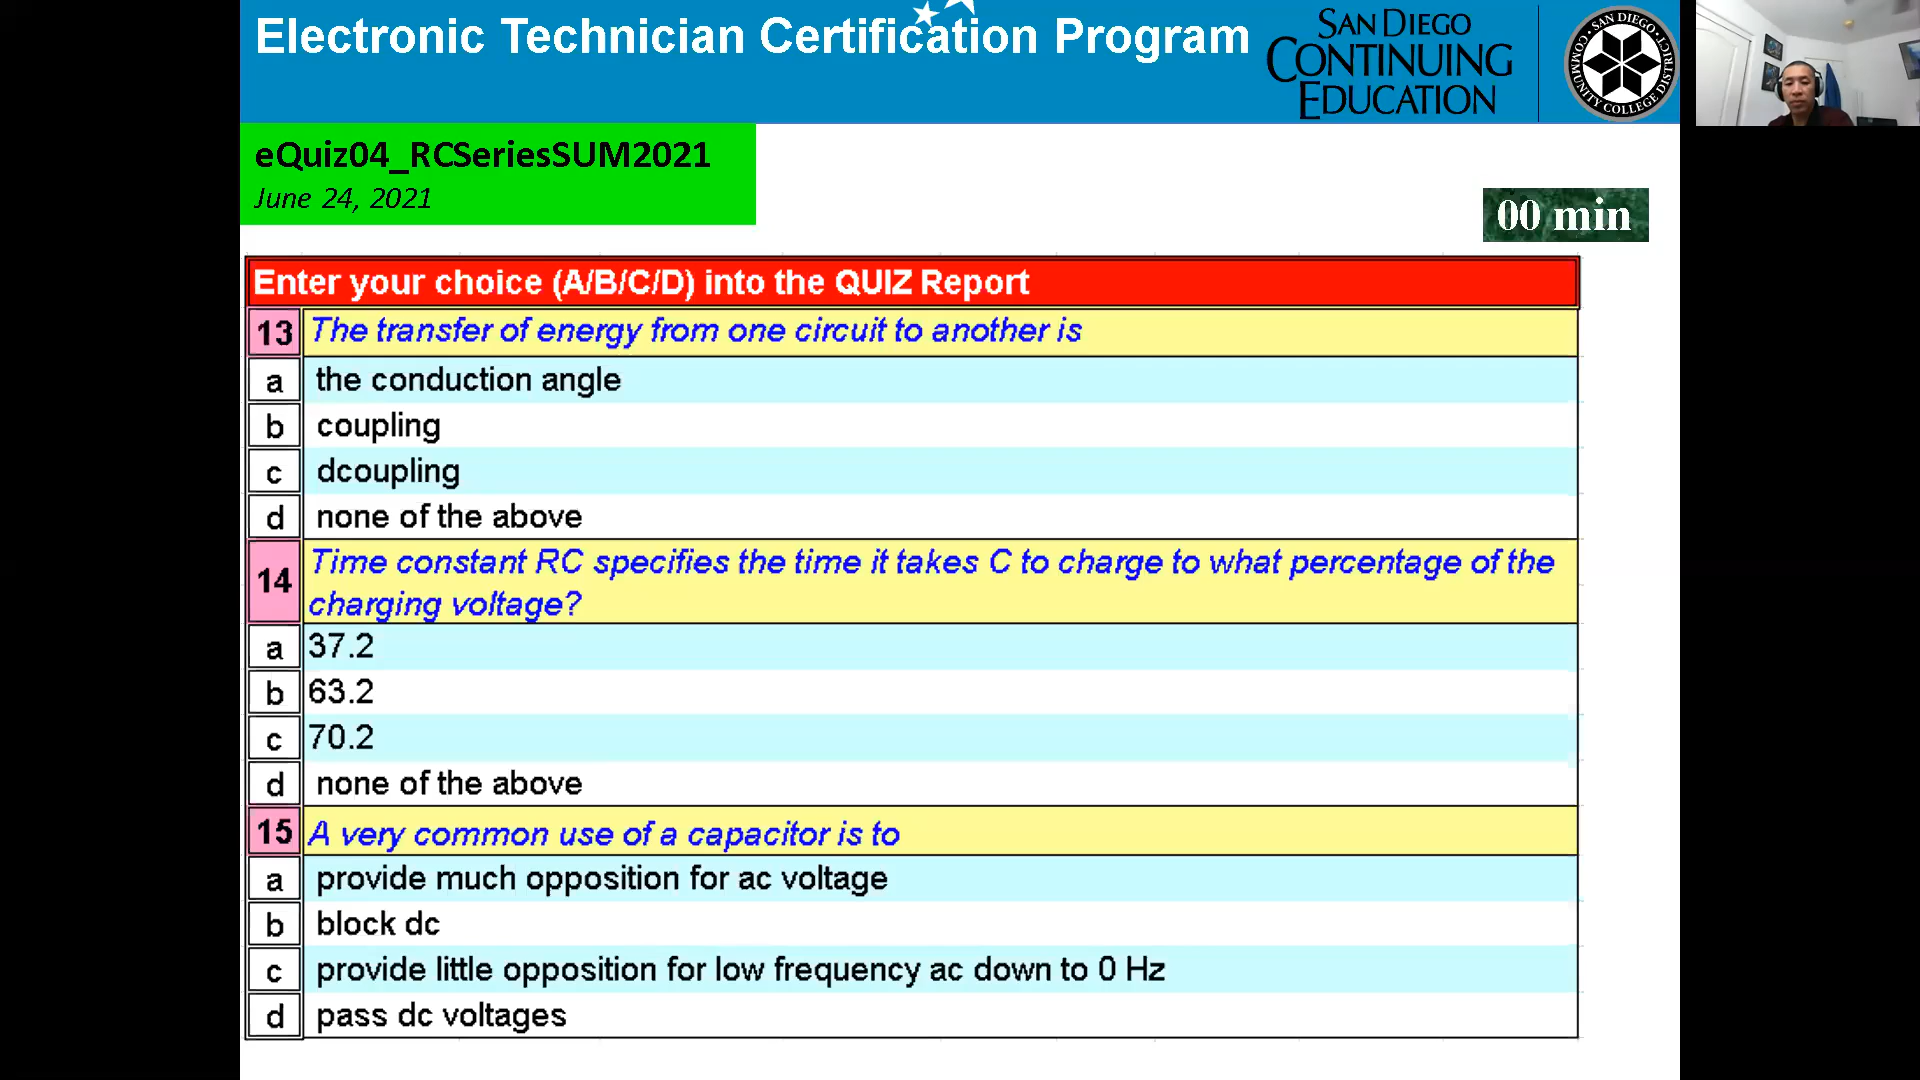 Electronic Technician Certification Program
SAN DIEGO
CONTINUING
EDUCATION
SAN DIEGO
COMMUNITY COLLEGE DISTRICT
eQuiz04_RCSeriesSUM2021
June 24, 2021
00 min
Enter your choice (A/B/C/D) into the QUIZ Report
13 The transfer of energy from one circuit to another is
a the conduction angle
b coupling
c dcoupling
d none of the above
14 Time constant RC specifies the time it takes C to charge to what percentage of the
charging voltage?
a 37.2
b 63.2
c 70.2
d none of the above
15 A very common use of a capacitor is to
a provide much opposition for ac voltage
b block dc
c provide little opposition for low frequency ac down to 0 Hz
d pass dc voltages